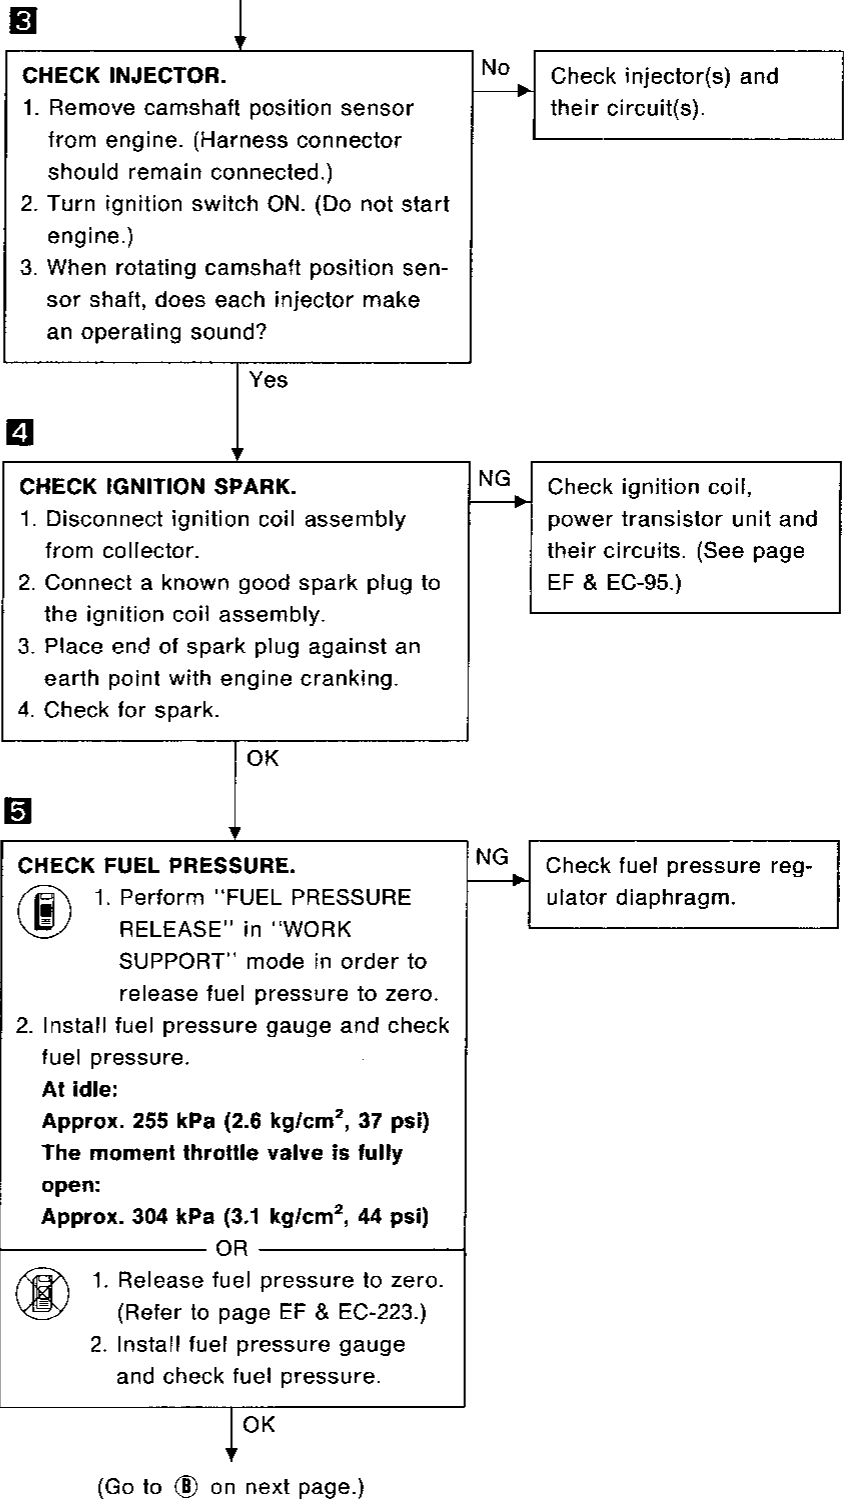 3
CHECK INJECTOR.
1. Remove camshaft position sensor
from engine. (Harness connector
should remain connected.)
2. Turn ignition switch ON. (Do not start
engine.)
3. When rotating camshaft position sen-
sor shaft, does each injector make
an operating sound?
No
Check injector(s) and
their circuit(s).
Yes
4
CHECK IGNITION SPARK.
1. Disconnect ignition coil assembly
from collector.
2. Connect a known good spark plug to
the ignition coil assembly.
3. Place end of spark plug against an
earth point with engine cranking.
4. Check for spark.
NG
Check ignition coil,
power transistor unit and
their circuits. (See page
EF & EC-95.)
OK
5
CHECK FUEL PRESSURE.
1. Perform "FUEL PRESSURE
RELEASE" in "WORK
SUPPORT" mode in order to
release fuel pressure to zero.
2. Install fuel pressure gauge and check
fuel pressure.
At idle:
Approx. 255 kPa (2.6 kg/cm², 37 psi)
The moment throttle valve is fully
open:
Approx. 304 kPa (3.1 kg/cm², 44 psi)
OR
1. Release fuel pressure to zero.
(Refer to page EF & EC-223.)
2. Install fuel pressure gauge
and check fuel pressure.
NG
Check fuel pressure reg-
ulator diaphragm.
OK
(Go to Ⓑ on next page.)